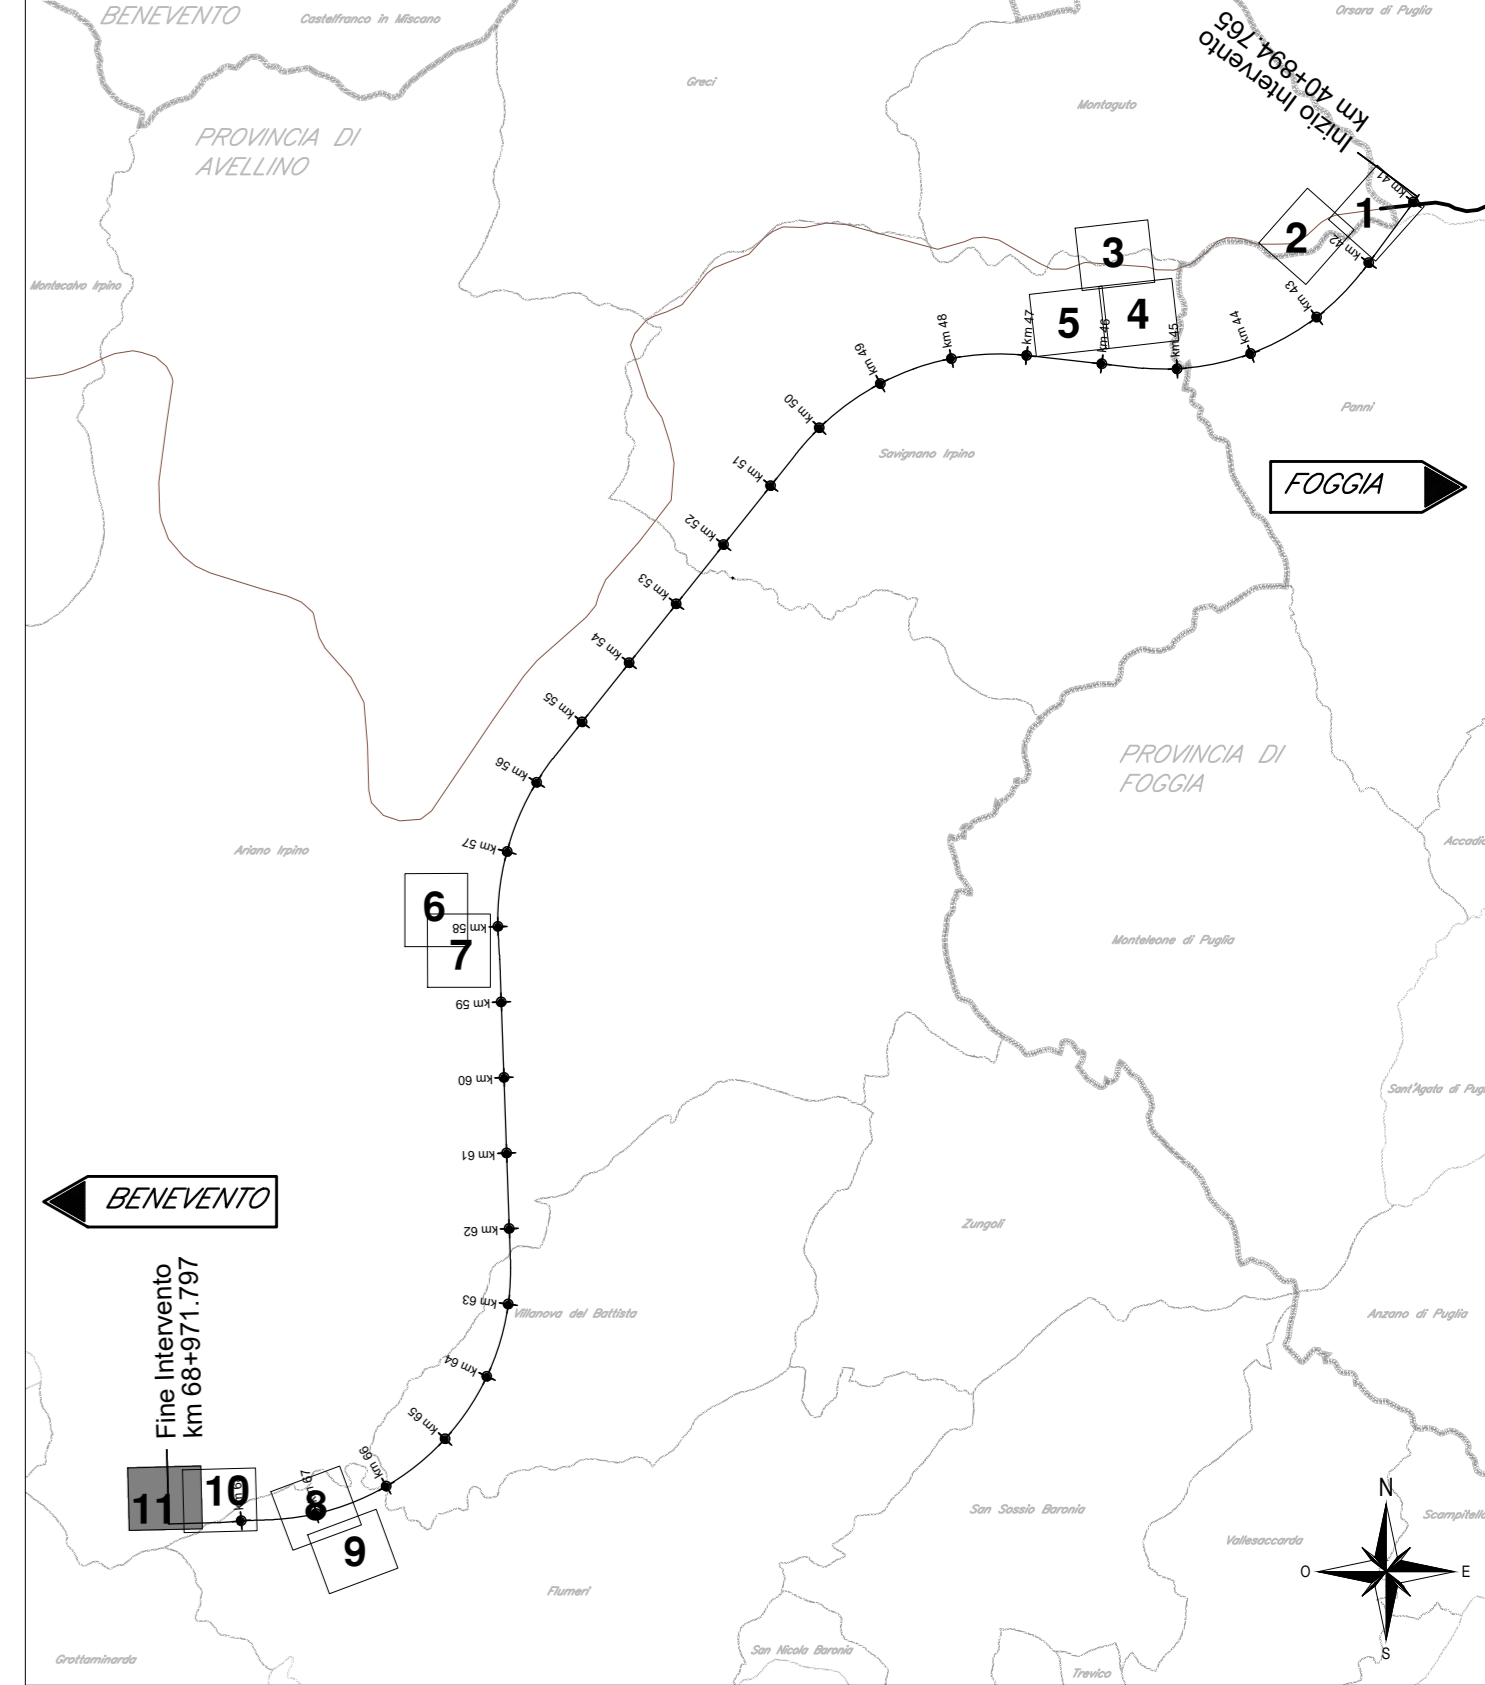 BENEVENTO
Castelfranco in Miscano
Orsara di Puglia
Greci
Montaguto
Inizio Intervento
km 40+894.765
PROVINCIA DI
AVELLINO
km 41
1
2
km 42
3
Montecalvo Irpino
km 43
5
4
km 48
km 47
km 46
km 45
km 44
km 49
km 50
Panni
Savignano Irpino
km 51
FOGGIA
km 52
km 53
km 54
km 55
PROVINCIA DI
FOGGIA
km 56
km 57
Ariano Irpino
6
km 58
7
Monteleone di Puglia
km 59
km 60
Sant'Agata di Pug
km 61
BENEVENTO
km 62
Zungoli
Fine Intervento
km 68+971.797
km 63
Villanova del Battista
Anzano di Puglia
km 64
km 65
km 66
11
10
8
9
N
O
E
S
San Sossio Baronia
Vallesaccarda
Scampitello
Flumeri
San Nicola Baronia
Grottaminarda
Trevico